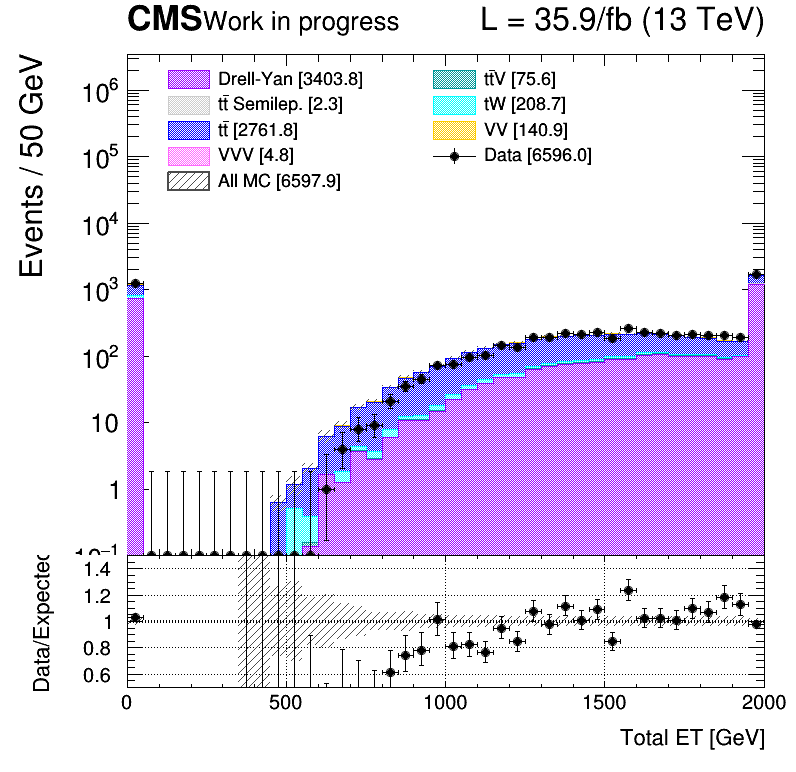 CMS Work in progress L = 35.9/fb (13 TeV)
Events / 50 GeV
Drell-Yan [3403.8]
tt̄ Semilep. [2.3]
tt̄ [2761.8]
VVV [4.8]
All MC [6597.9]
tt̄V [75.6]
tW [208.7]
VV [140.9]
Data [6596.0]
10⁶
10⁵
10⁴
10³
10²
10
1
10⁻¹
Data/Expected
1.4
1.2
1
0.8
0.6
0 500 1000 1500 2000
Total ET [GeV]